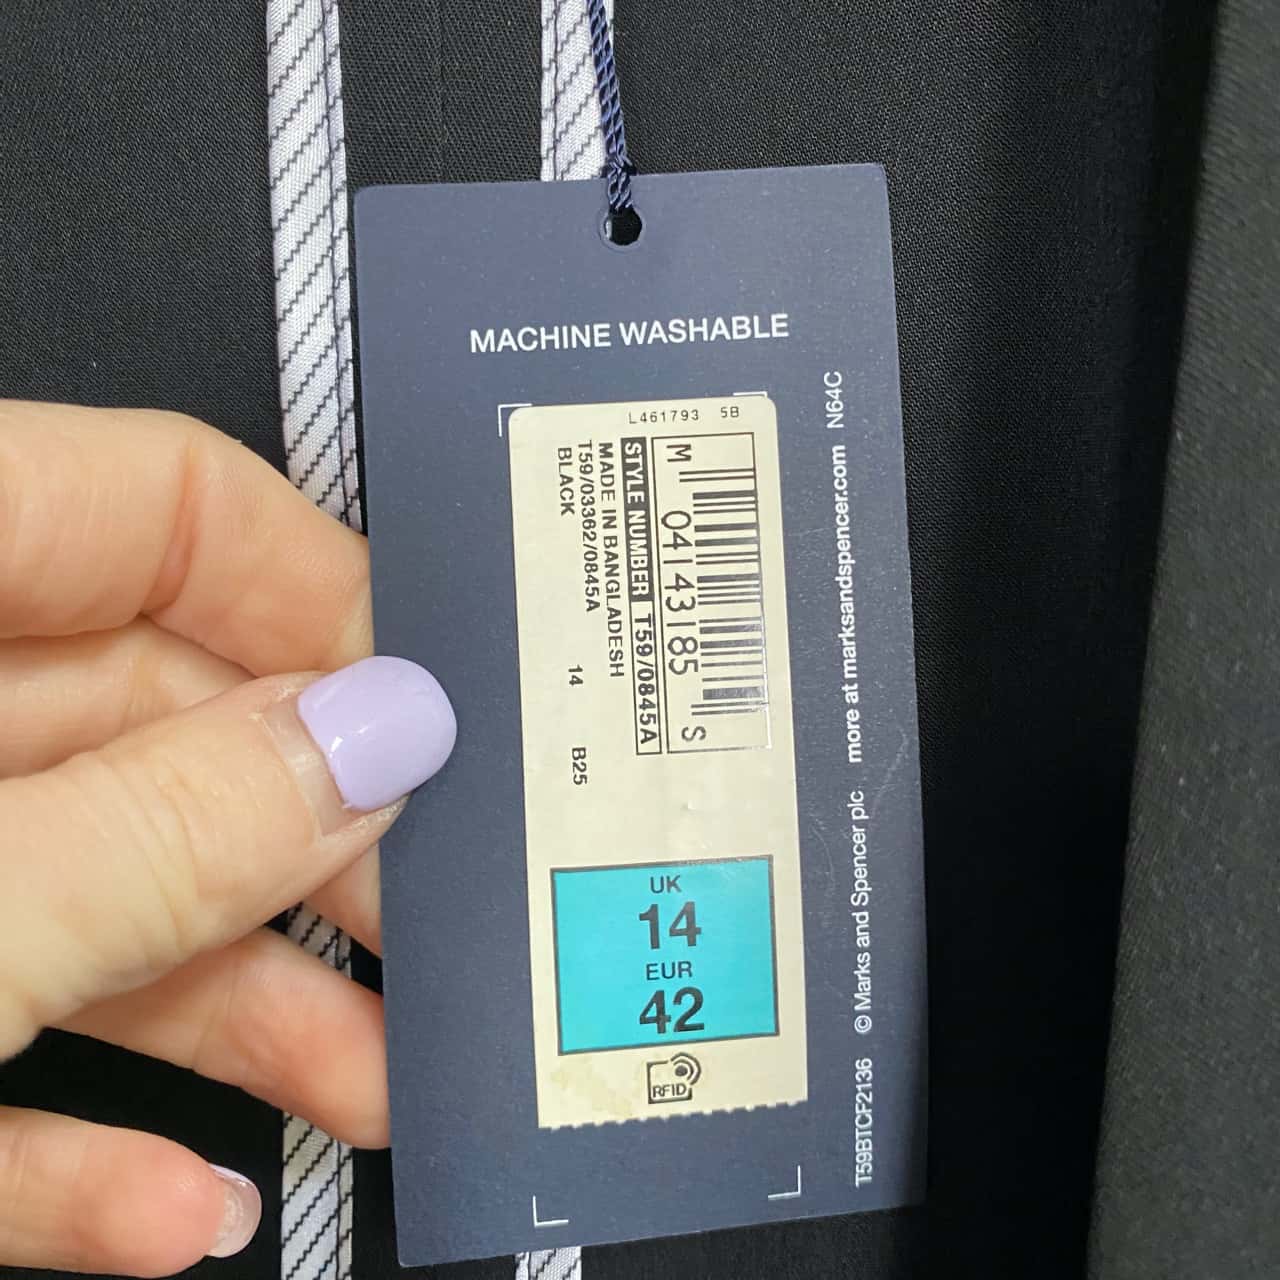 MACHINE WASHABLE
L461793 5B
M 04143185 S
STYLE NUMBER T59/0845A
MADE IN BANGLADESH
T59/03362/0845A
BLACK 14 B25
UK
14
EUR
42
RFID
T59BTCF2136 © Marks and Spencer plc more at marksandspencer.com N64C